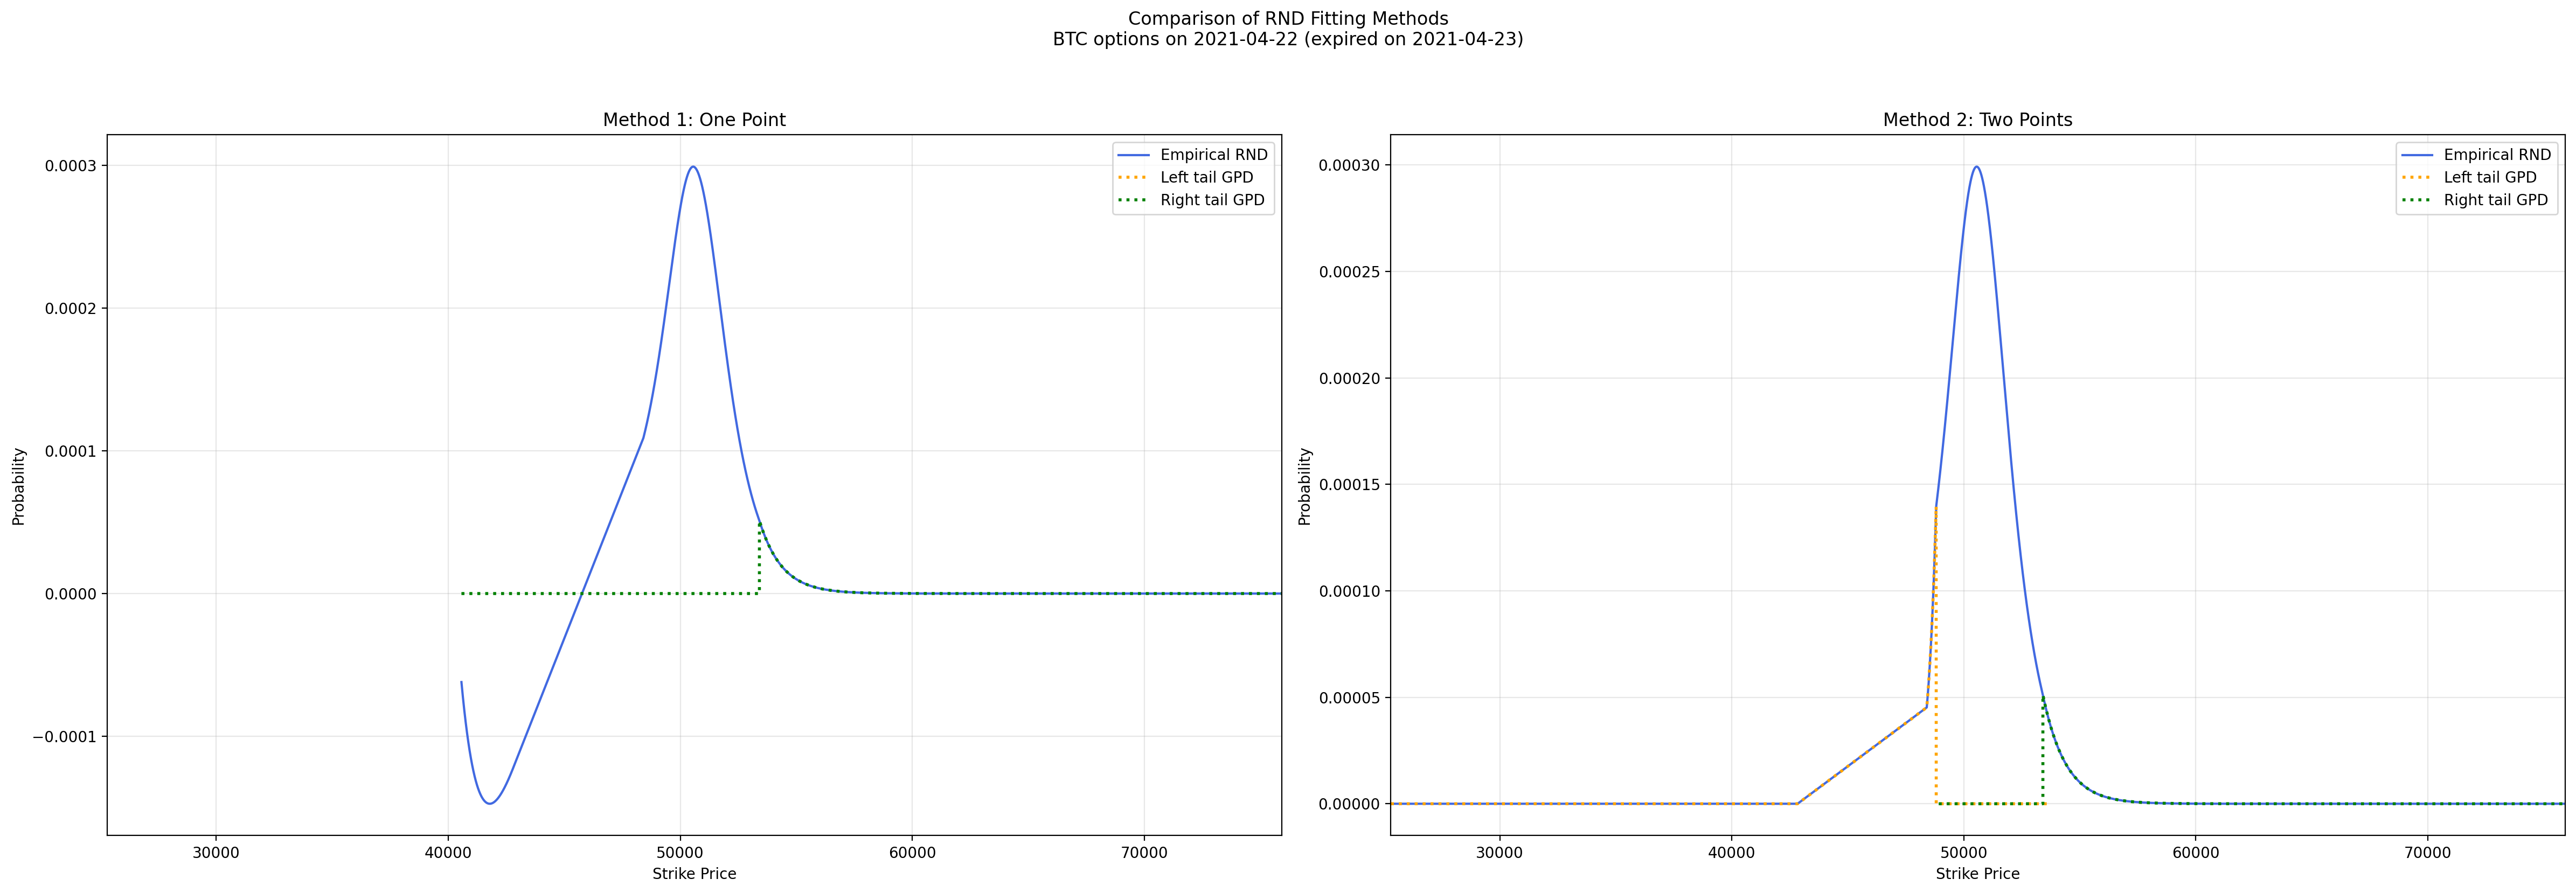 Comparison of RND Fitting Methods
BTC options on 2021-04-22 (expired on 2021-04-23)
Method 1: One Point
Probability
0.0003
0.0002
0.0001
0.0000
−0.0001
30000
40000
50000
60000
70000
Strike Price
Empirical RND
Left tail GPD
Right tail GPD
Method 2: Two Points
Probability
0.00030
0.00025
0.00020
0.00015
0.00010
0.00005
0.00000
30000
40000
50000
60000
70000
Strike Price
Empirical RND
Left tail GPD
Right tail GPD